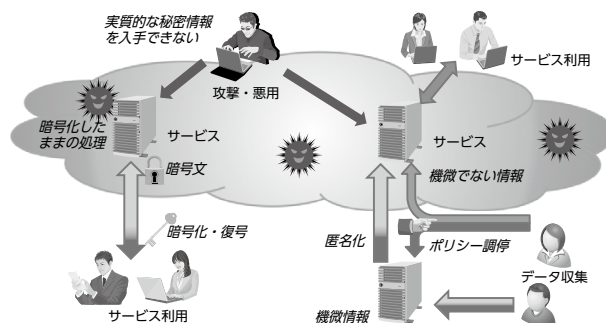 実質的な秘密情報
を入手できない
攻撃・悪用
サービス利用
暗号化した
ままの処理
サービス
サービス
暗号文
機微でない情報
暗号化・復号
匿名化
ポリシー調停
データ収集
サービス利用
機微情報